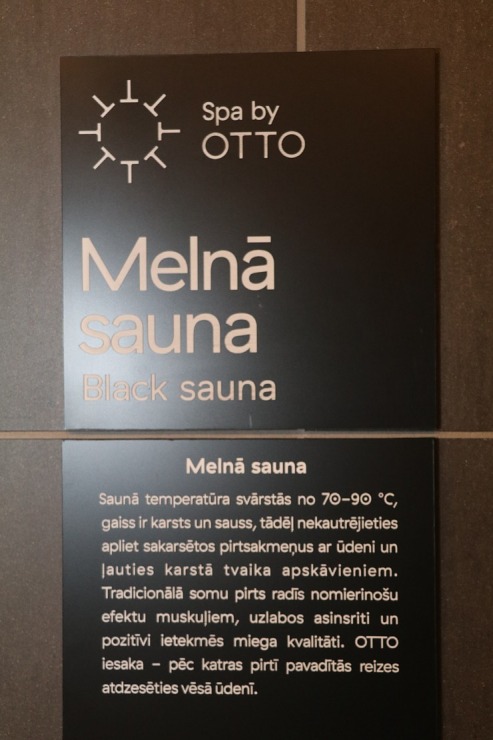 Spa by
OTTO
Melnā
sauna
Black sauna
Melnā sauna
Saunā temperatūra svārstās no 70–90 °C,
gaiss ir karsts un sauss, tādēļ nekautrējieties
apliet sakarsētos pirtsakmeņus ar ūdeni un
ļauties karstā tvaika apskāvieniem.
Tradicionālā somu pirts radīs nomierinošu
efektu muskuļiem, uzlabos asinsriti un
pozitīvi ietekmēs miega kvalitāti. OTTO
iesaka – pēc katras pirtī pavadītās reizes
atdzesēties vēsā ūdenī.